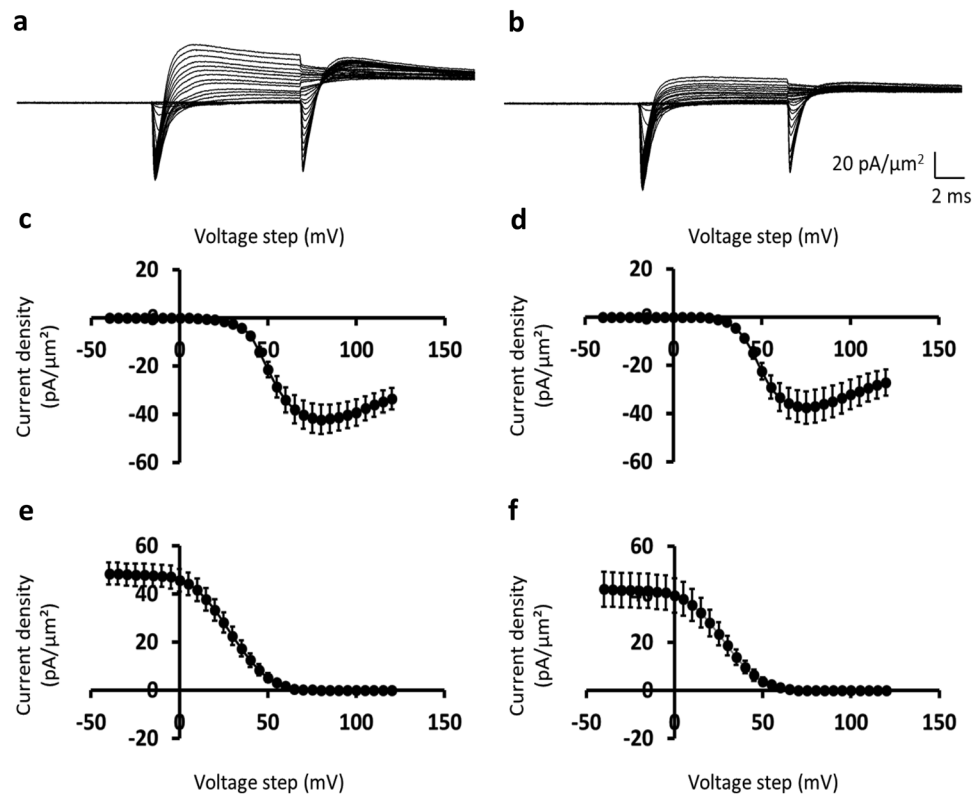 a
b
20 pA/μm²
2 ms
c
Voltage step (mV)
d
Voltage step (mV)
Current density
(pA/μm²)
20
0
-20
-40
-60
-50
0
50
100
150
Current density
(pA/μm²)
20
0
-20
-40
-60
-50
0
50
100
150
e
f
Current density
(pA/μm²)
60
40
20
0
-20
-50
0
50
100
150
Voltage step (mV)
Current density
(pA/μm²)
60
40
20
0
-20
-50
0
50
100
150
Voltage step (mV)